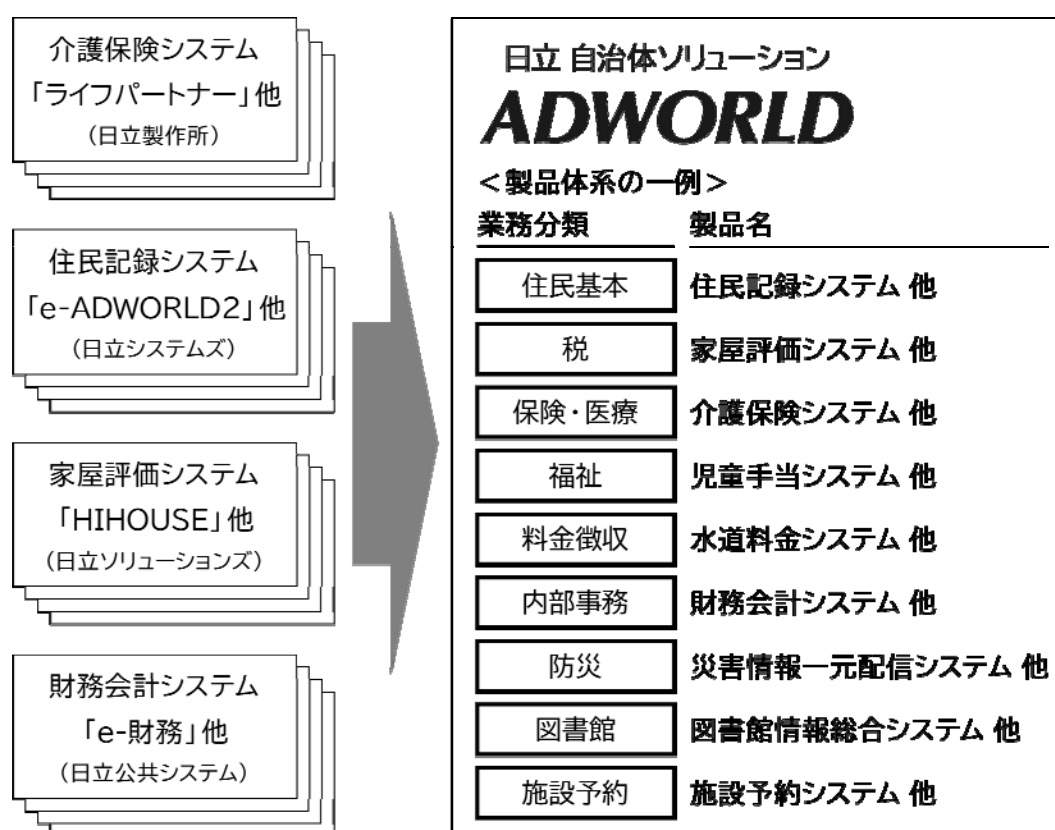 介護保険システム
「ライフパートナー」他
（日立製作所）
住民記録システム
「e-ADWORLD2」他
（日立システムズ）
家屋評価システム
「HIHOUSE」他
（日立ソリューションズ）
財務会計システム
「e-財務」他
（日立公共システム）
日立 自治体ソリューション
ADWORLD
＜製品体系の一例＞
業務分類 製品名
住民基本 住民記録システム 他
税 家屋評価システム 他
保険・医療 介護保険システム 他
福祉 児童手当システム 他
料金徴収 水道料金システム 他
内部事務 財務会計システム 他
防災 災害情報一元配信システム 他
図書館 図書館情報総合システム 他
施設予約 施設予約システム 他